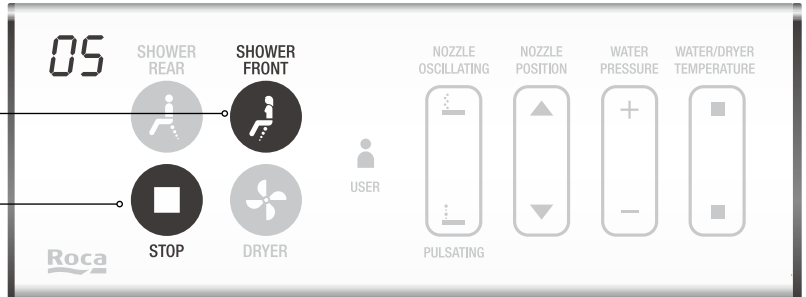 05
SHOWER
REAR
SHOWER
FRONT
NOZZLE
OSCILLATING
NOZZLE
POSITION
WATER
PRESSURE
WATER/DRYER
TEMPERATURE
+
−
USER
STOP
DRYER
PULSATING
Roca